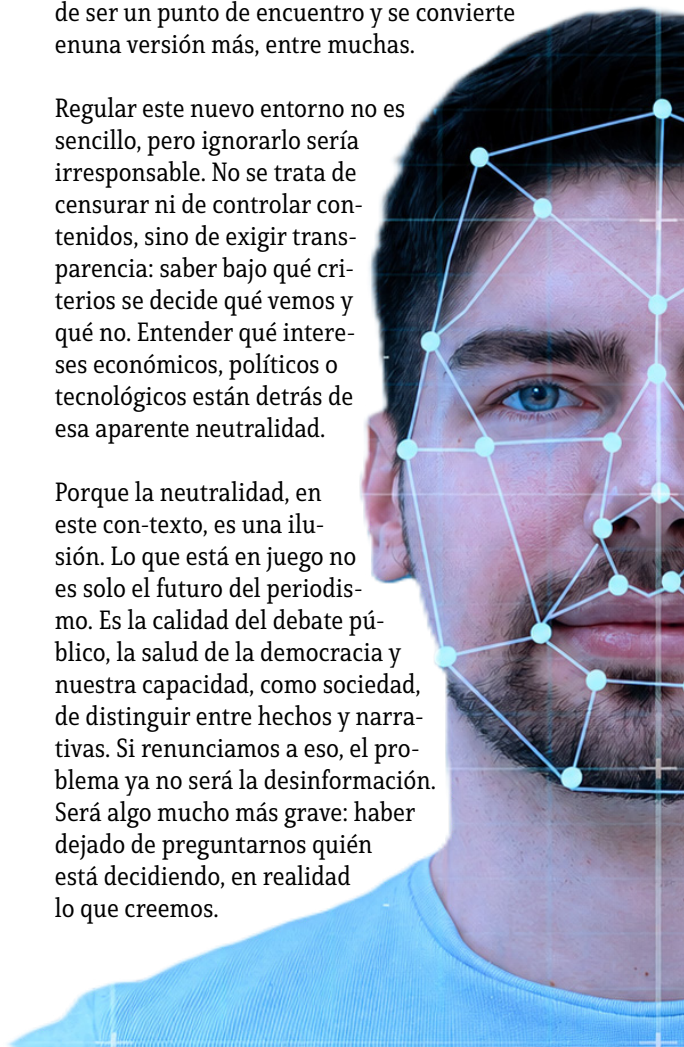 de ser un punto de encuentro y se convierte
enuna versión más, entre muchas.
Regular este nuevo entorno no es
sencillo, pero ignorarlo sería
irresponsable. No se trata de
censurar ni de controlar con-
tenidos, sino de exigir trans-
parencia: saber bajo qué cri-
terios se decide qué vemos y
qué no. Entender qué intere-
ses económicos, políticos o
tecnológicos están detrás de
esa aparente neutralidad.
Porque la neutralidad, en
este con-texto, es una ilu-
sión. Lo que está en juego no
es solo el futuro del periodis-
mo. Es la calidad del debate pú-
blico, la salud de la democracia y
nuestra capacidad, como sociedad,
de distinguir entre hechos y narra-
tivas. Si renunciamos a eso, el pro-
blema ya no será la desinformación.
Será algo mucho más grave: haber
dejado de preguntarnos quién
está decidiendo, en realidad
lo que creemos.